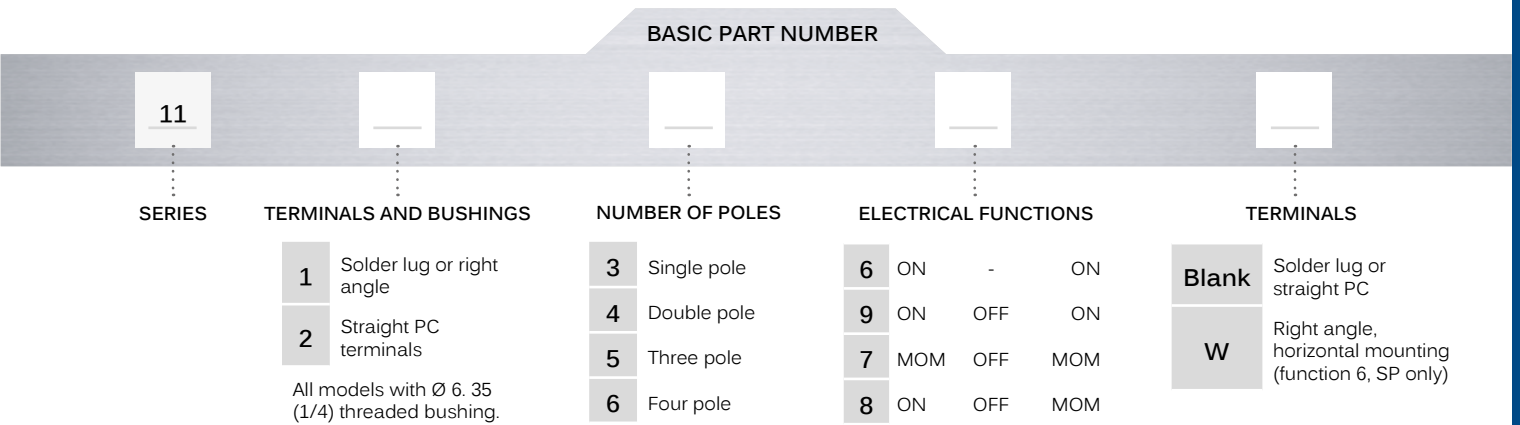 BASIC PART NUMBER
11
SERIES
TERMINALS AND BUSHINGS
1 Solder lug or right
angle
2 Straight PC
terminals
All models with Ø 6. 35
(1/4) threaded bushing.
NUMBER OF POLES
3 Single pole
4 Double pole
5 Three pole
6 Four pole
ELECTRICAL FUNCTIONS
6 ON - ON
9 ON OFF ON
7 MOM OFF MOM
8 ON OFF MOM
TERMINALS
Blank Solder lug or
straight PC
W Right angle,
horizontal mounting
(function 6, SP only)